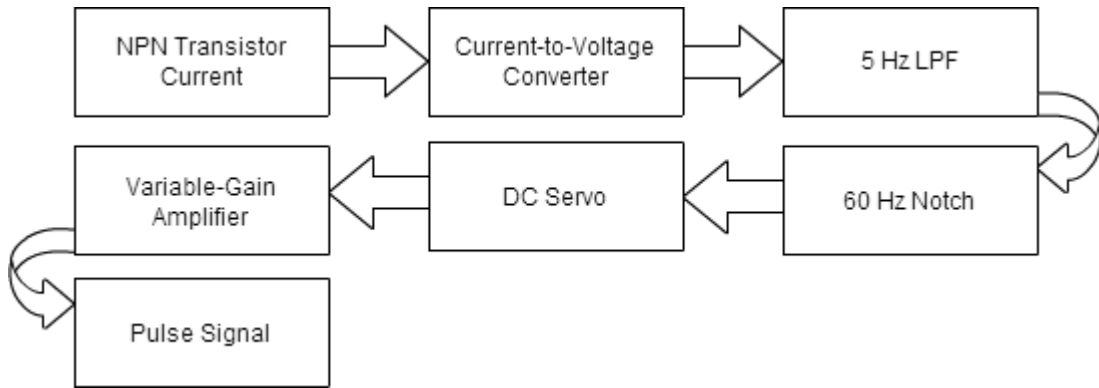 NPN Transistor
Current
Current-to-Voltage
Converter
5 Hz LPF
60 Hz Notch
DC Servo
Variable-Gain
Amplifier
Pulse Signal